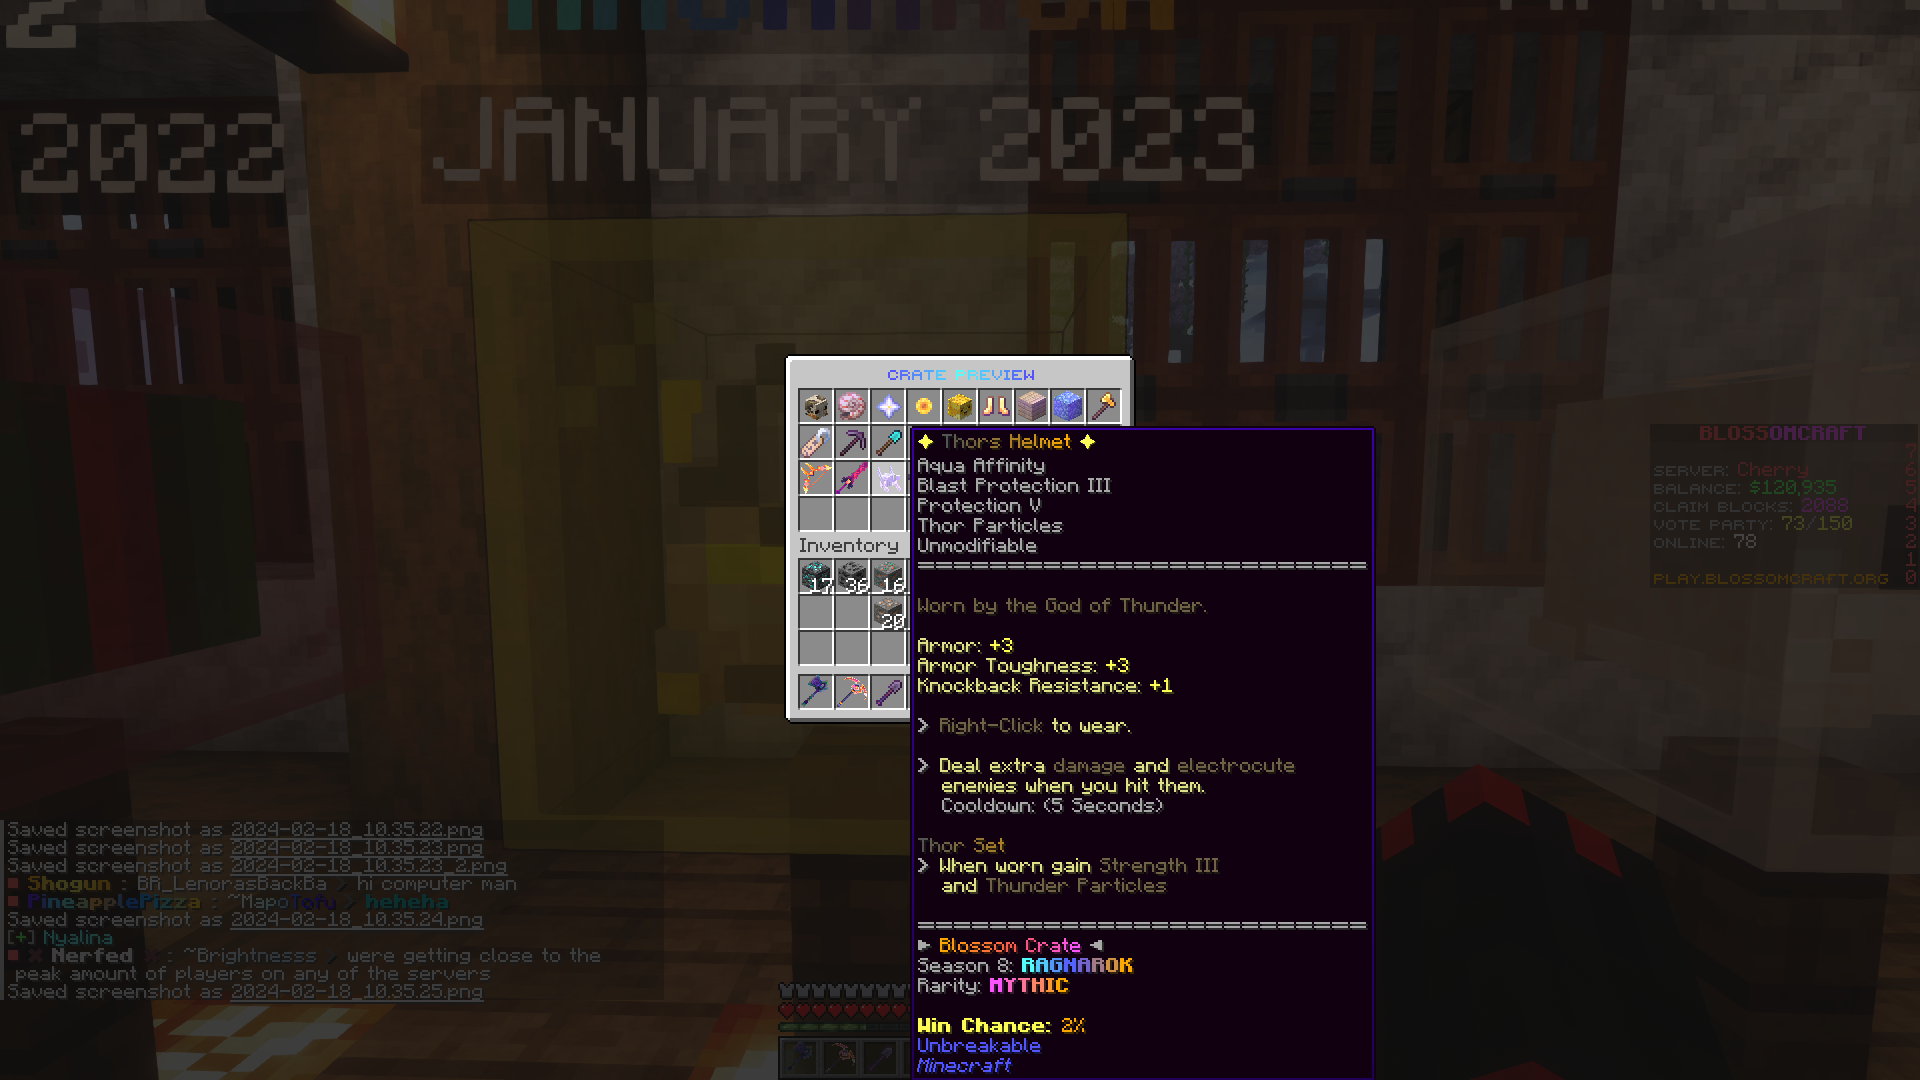 2022
JANUARY 2023
CRATE PREVIEW
Inventory
17 36 16
20
Thors Helmet
Aqua Affinity
Blast Protection III
Protection V
Thor Particles
Unmodifiable
Worn by the God of Thunder.
Armor: +3
Armor Toughness: +3
Knockback Resistance: +1
> Right-Click to wear.
> Deal extra damage and electrocute
enemies when you hit them.
Cooldown: (5 Seconds)
Thor Set
> When worn gain Strength III
and Thunder Particles
► Blossom Crate ◄
Season 8: RAGNAROK
Rarity: MYTHIC
Win Chance: 2%
Unbreakable
Minecraft
BLOSSOMCRAFT
7
SERVER: Cherry 6
BALANCE: $120,935 5
CLAIM BLOCKS: 2088 4
VOTE PARTY: 73/150 3
ONLINE: 78 2
1
PLAY.BLOSSOMCRAFT.ORG 0
Saved screenshot as 2024-02-18_10.35.22.png
Saved screenshot as 2024-02-18_10.35.23.png
Saved screenshot as 2024-02-18_10.35.23_2.png
Shogun : BR_LenorasBackBa > hi computer man
PineapplePizza : ~MapoTofu > heheha
Saved screenshot as 2024-02-18_10.35.24.png
[+] Nyalina
Nerfed : ~Brightnesss > were getting close to the
peak amount of players on any of the servers
Saved screenshot as 2024-02-18_10.35.25.png